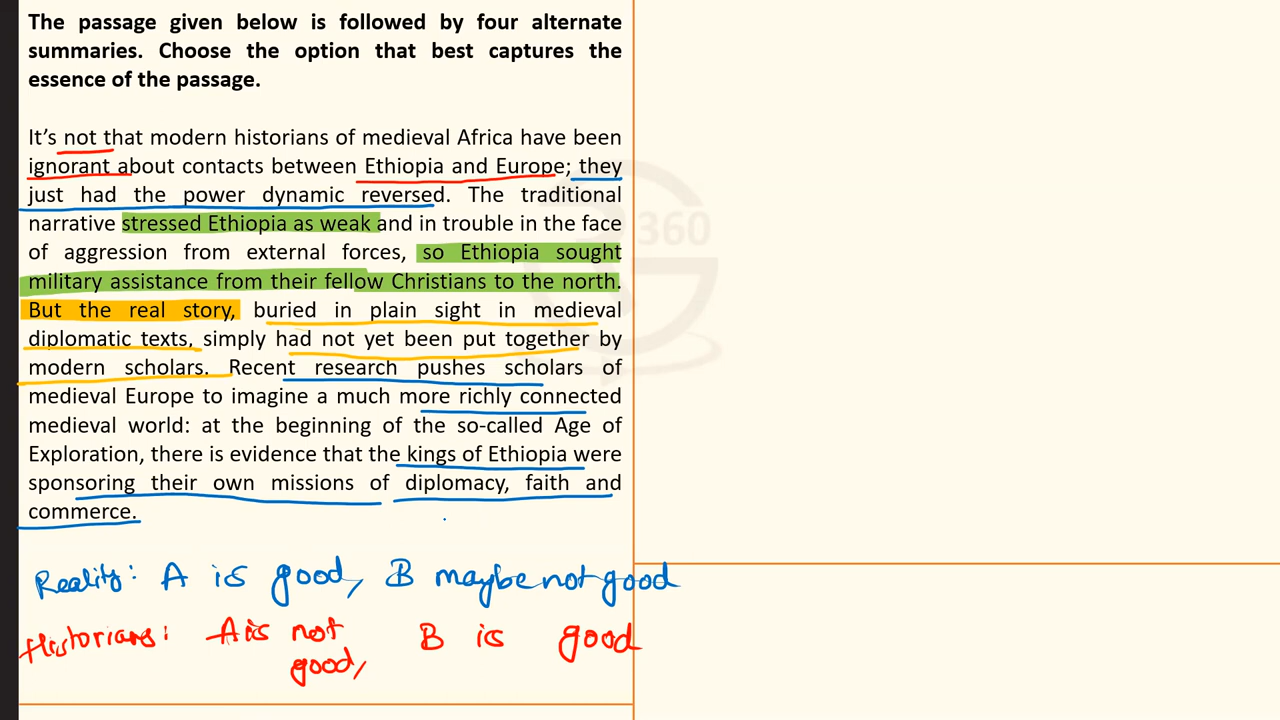 The passage given below is followed by four alternate
summaries. Choose the option that best captures the
essence of the passage.
It's not that modern historians of medieval Africa have been
ignorant about contacts between Ethiopia and Europe; they
just had the power dynamic reversed. The traditional
narrative stressed Ethiopia as weak and in trouble in the face
of aggression from external forces, so Ethiopia sought
military assistance from their fellow Christians to the north.
But the real story, buried in plain sight in medieval
diplomatic texts, simply had not yet been put together by
modern scholars. Recent research pushes scholars of
medieval Europe to imagine a much more richly connected
medieval world: at the beginning of the so-called Age of
Exploration, there is evidence that the kings of Ethiopia were
sponsoring their own missions of diplomacy, faith and
commerce.
360
Reality: A is good, B maybe not good
Historians: A is not B is good
good,